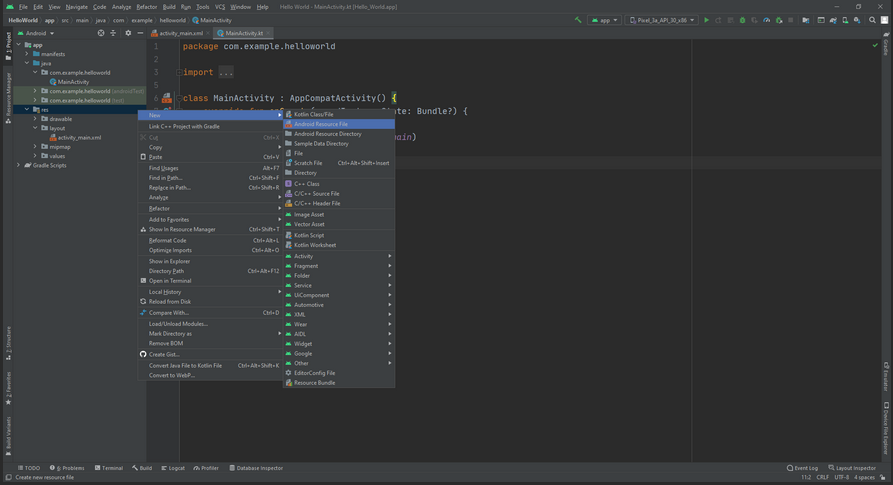 File Edit View Navigate Code Analyze Refactor Build Run Tools VCS Window Help Hello World - MainActivity.kt [Hello_World.app]
HelloWorld app src main java com example helloworld MainActivity
app Pixel_3a_API_30_x86
Android
activity_main.xml MainActivity.kt
1: Project
Resource Manager
2: Structure
2: Favorites
Build Variants
Gradle
Emulator
Device File Explorer
app
manifests
java
com.example.helloworld
MainActivity
com.example.helloworld (androidTest)
com.example.helloworld (test)
res
drawable
layout
activity_main.xml
mipmap
values
Gradle Scripts
1 package com.example.helloworld
2
3 import ...
5
6 class MainActivity : AppCompatActivity() {
Bundle?) {
main)
New
Link C++ Project with Gradle
Cut Ctrl+X
Copy
Paste Ctrl+V
Find Usages Alt+F7
Find in Path... Ctrl+Shift+F
Replace in Path... Ctrl+Shift+R
Analyze
Refactor
Add to Favorites
Show In Resource Manager Ctrl+Shift+T
Reformat Code Ctrl+Alt+L
Optimize Imports Ctrl+Alt+O
Show in Explorer
Directory Path Ctrl+Alt+F12
Open in Terminal
Local History
Reload from Disk
Compare With... Ctrl+D
Load/Unload Modules...
Mark Directory as
Remove BOM
Create Gist...
Convert Java File to Kotlin File Ctrl+Alt+Shift+K
Convert to WebP...
Kotlin Class/File
Android Resource File
Android Resource Directory
Sample Data Directory
File
Scratch File Ctrl+Alt+Shift+Insert
Directory
C++ Class
C/C++ Source File
C/C++ Header File
Image Asset
Vector Asset
Kotlin Script
Kotlin Worksheet
Activity
Fragment
Folder
Service
UiComponent
Automotive
XML
Wear
AIDL
Widget
Google
Other
EditorConfig File
Resource Bundle
TODO 6: Problems Terminal Build Logcat Profiler Database Inspector Event Log Layout Inspector
Create new resource file 11:2 CRLF UTF-8 4 spaces